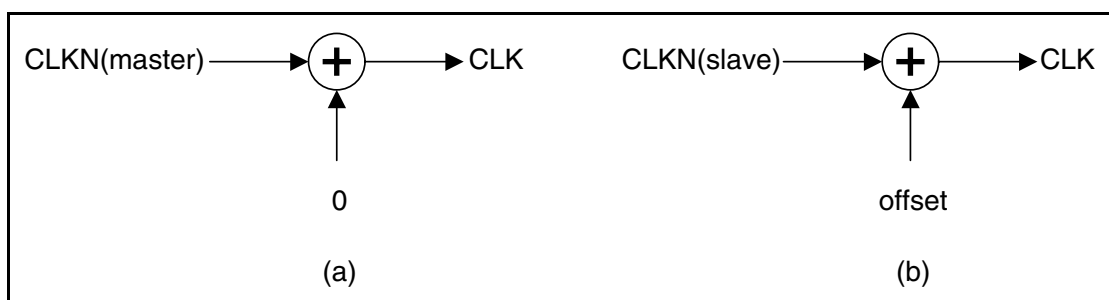 CLKN(master) + CLK
0
(a)
CLKN(slave) + CLK
offset
(b)